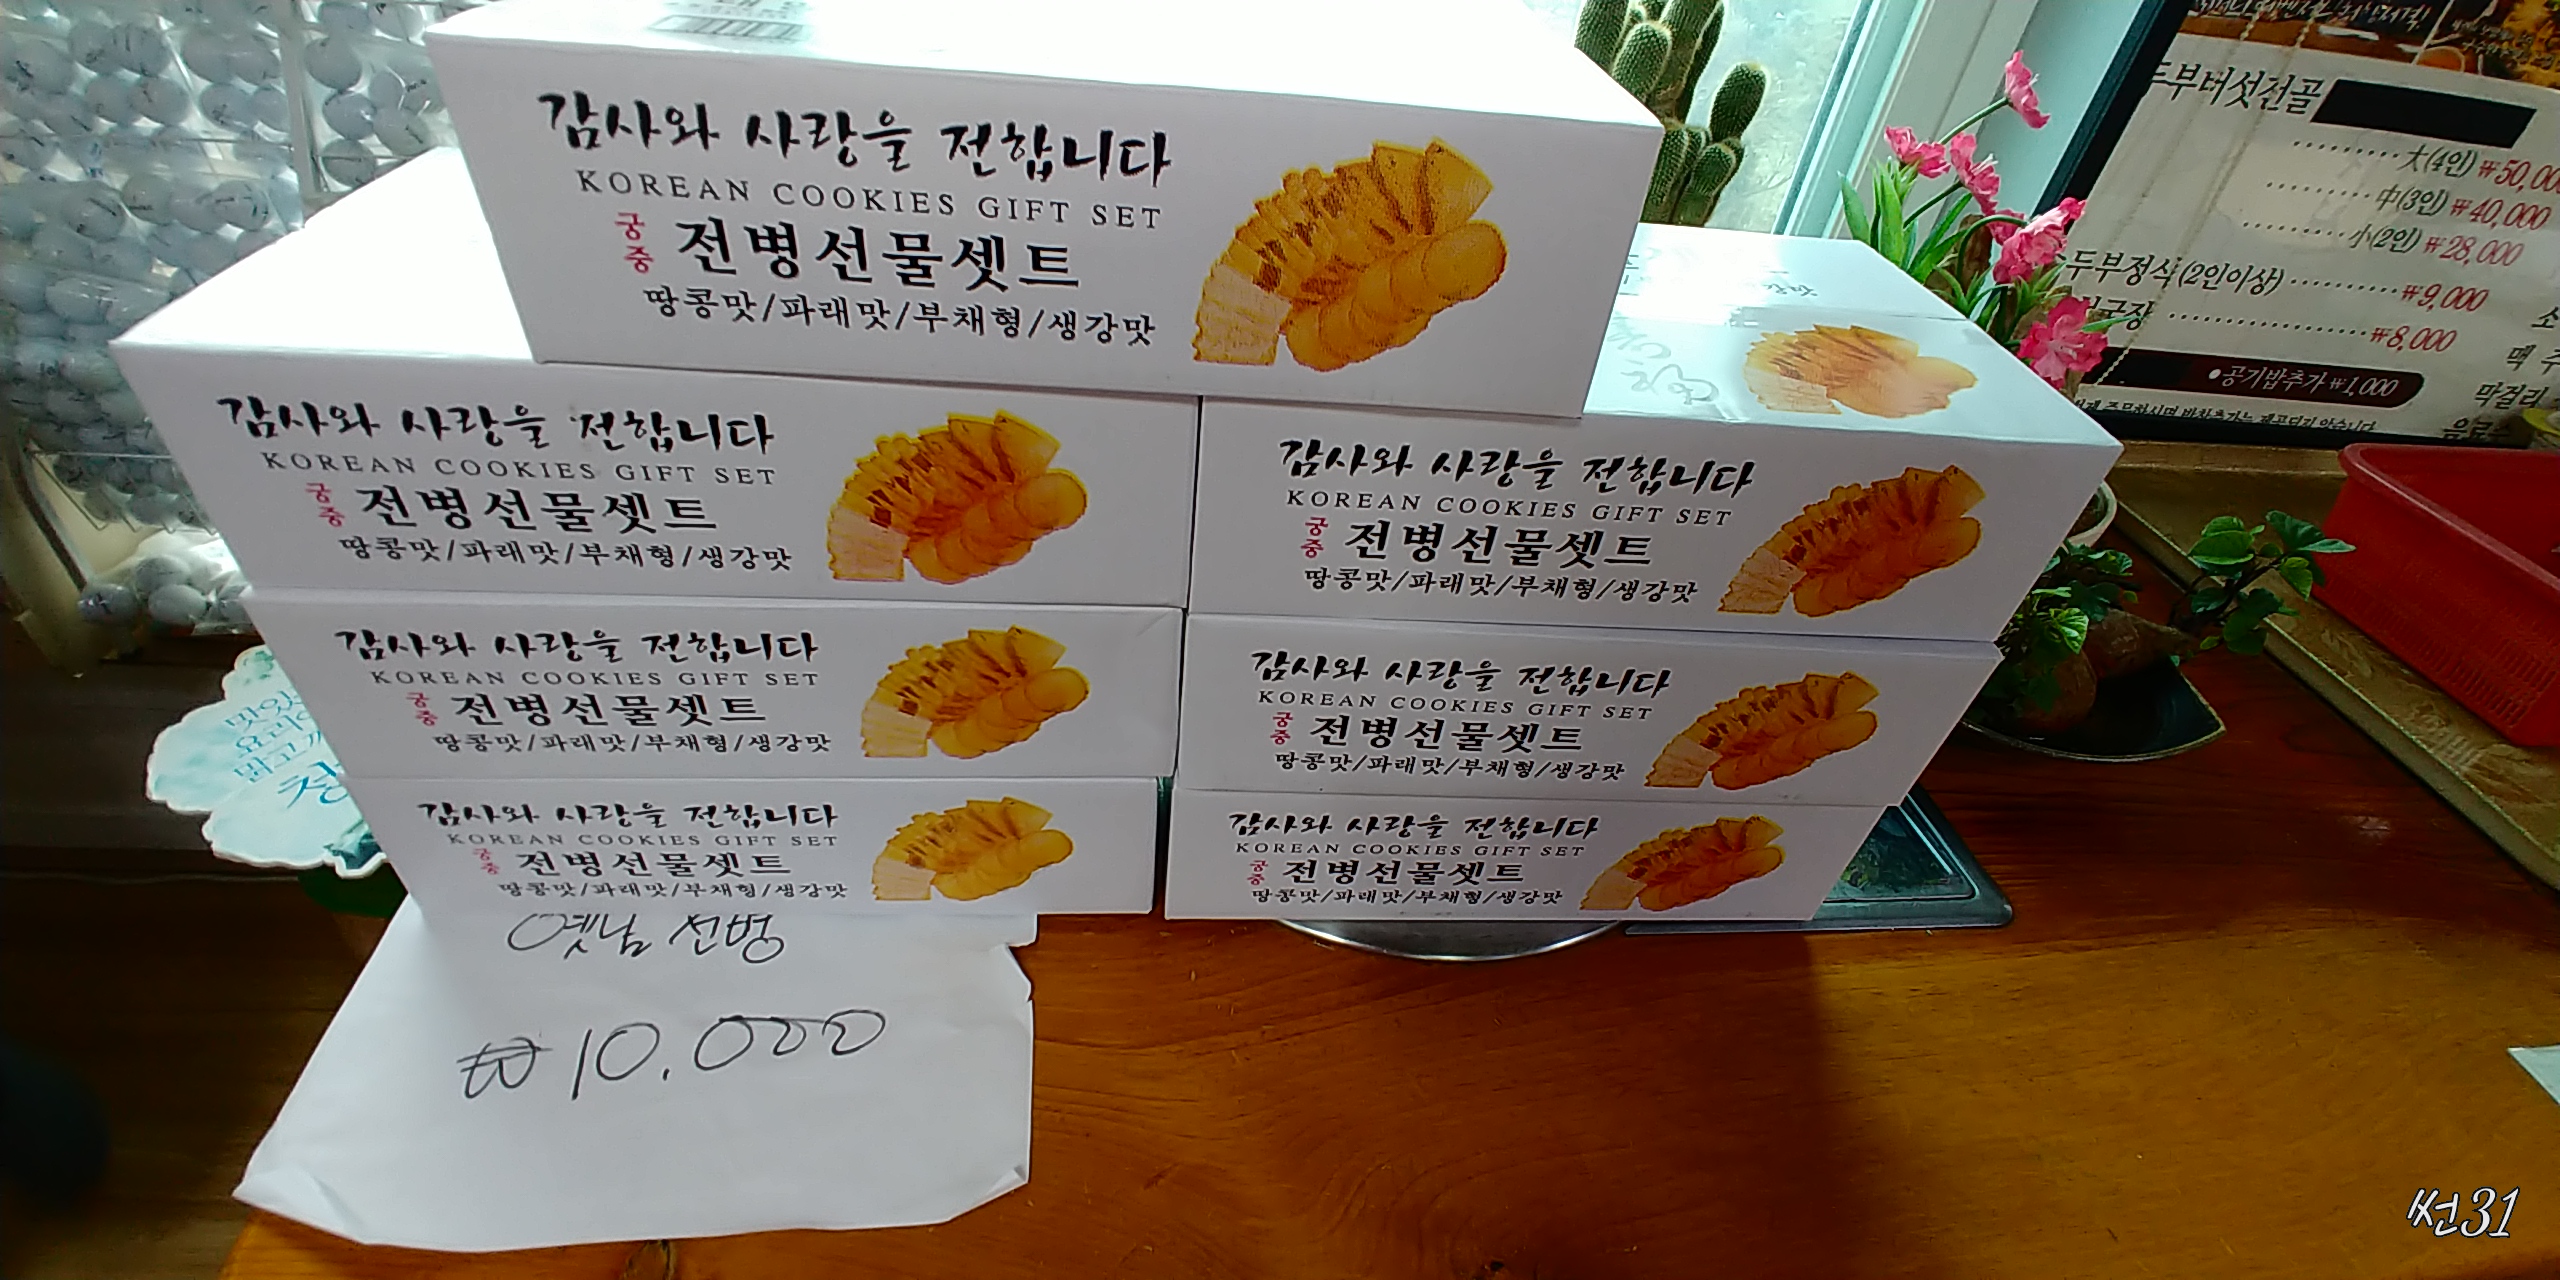 감사와 사랑을 전합니다
KOREAN COOKIES GIFT SET
궁중 전병선물셋트
땅콩맛/파래맛/부채형/생강맛
감사와 사랑을 전합니다
KOREAN COOKIES GIFT SET
궁중 전병선물셋트
땅콩맛/파래맛/부채형/생강맛
감사와 사랑을 전합니다
KOREAN COOKIES GIFT SET
궁중 전병선물셋트
땅콩맛/파래맛/부채형/생강맛
감사와 사랑을 전합니다
KOREAN COOKIES GIFT SET
궁중 전병선물셋트
땅콩맛/파래맛/부채형/생강맛
감사와 사랑을 전합니다
KOREAN COOKIES GIFT SET
궁중 전병선물셋트
땅콩맛/파래맛/부채형/생강맛
감사와 사랑을 전합니다
KOREAN COOKIES GIFT SET
궁중 전병선물셋트
땅콩맛/파래맛/부채형/생강맛
감사와 사랑을 전합니다
KOREAN COOKIES GIFT SET
궁중 전병선물셋트
땅콩맛/파래맛/부채형/생강맛
옛날 전병
₩10.000
두부버섯전골
大(4인) ₩50,00
中(3인) ₩40,000
小(2인) ₩28,000
두부정식(2인이상) ₩9,000
₩8,000
•공기밥추가 ₩1,000
맥주
막걸리
음료수
썬31